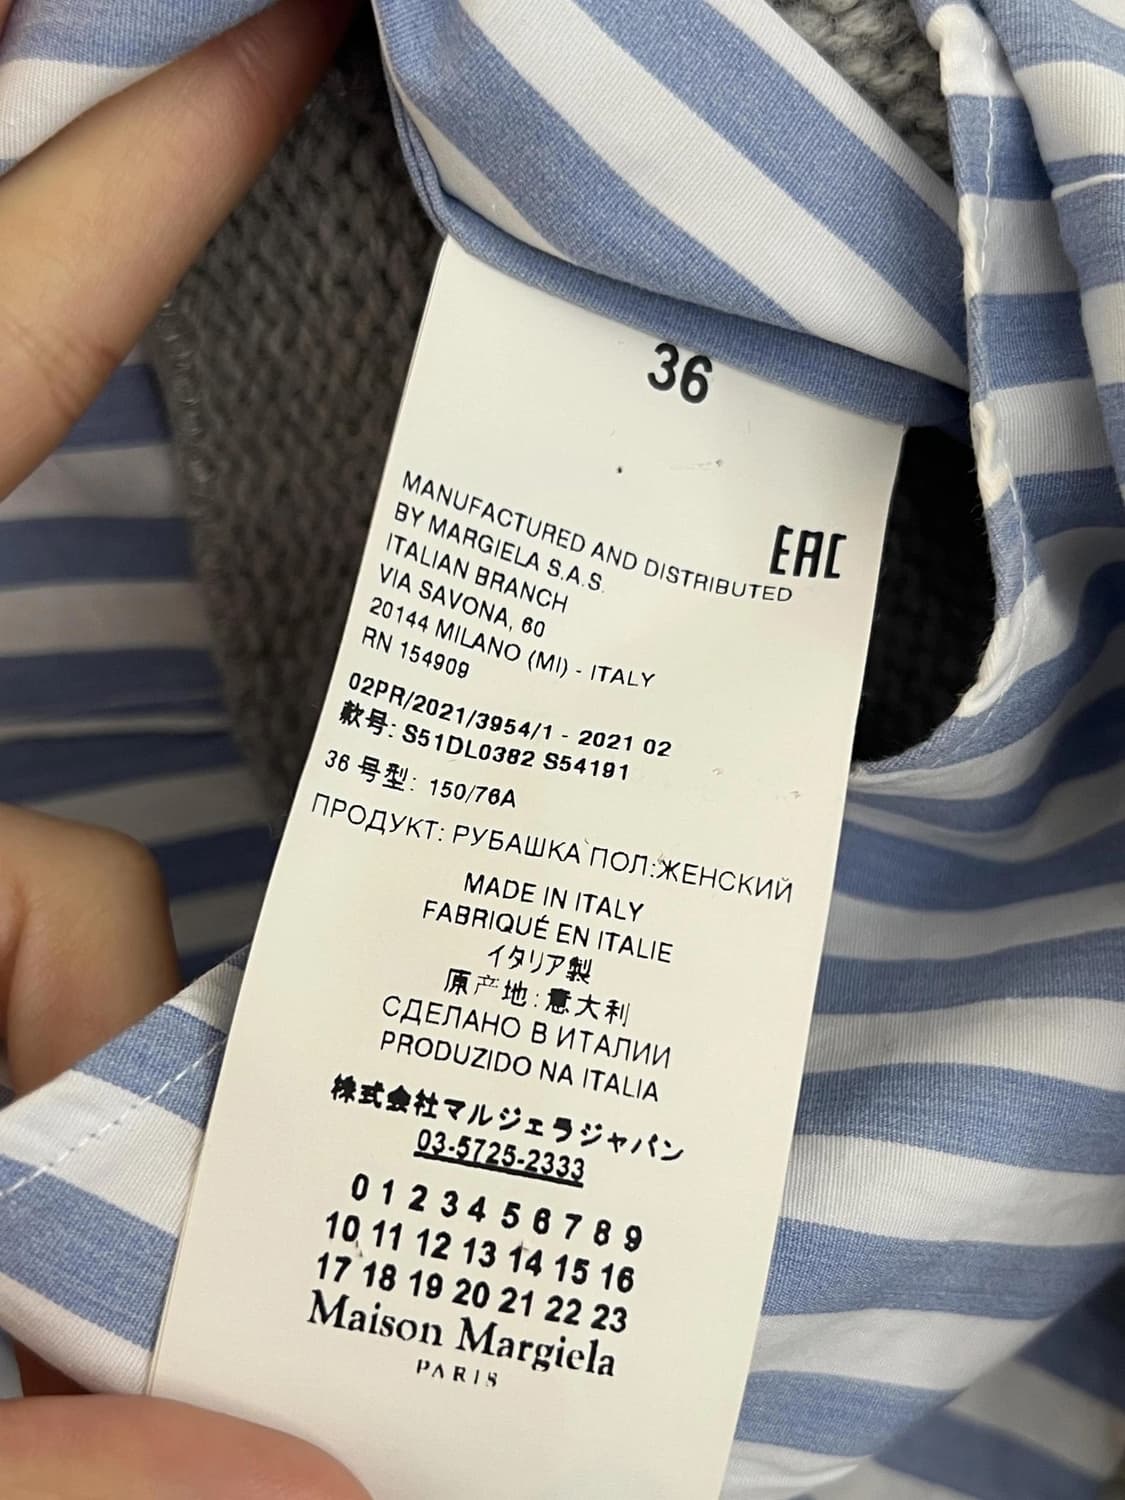 36
EAC
MANUFACTURED AND DISTRIBUTED
BY MARGIELA S.A.S.
ITALIAN BRANCH
VIA SAVONA, 60
20144 MILANO (MI) - ITALY
RN 154909
02PR/2021/3954/1 - 2021 02
款号: S51DL0382 S54191
36 号型: 150/76A
ПРОДУКТ: РУБАШКА ПОЛ:ЖЕНСКИЙ
MADE IN ITALY
FABRIQUÉ EN ITALIE
イタリア製
原产地:意大利
СДЕЛАНО В ИТАЛИИ
PRODUZIDO NA ITALIA
株式会社マルジェラジャパン
03-5725-2333
0 1 2 3 4 5 6 7 8 9
10 11 12 13 14 15 16
17 18 19 20 21 22 23
Maison Margiela
PARIS